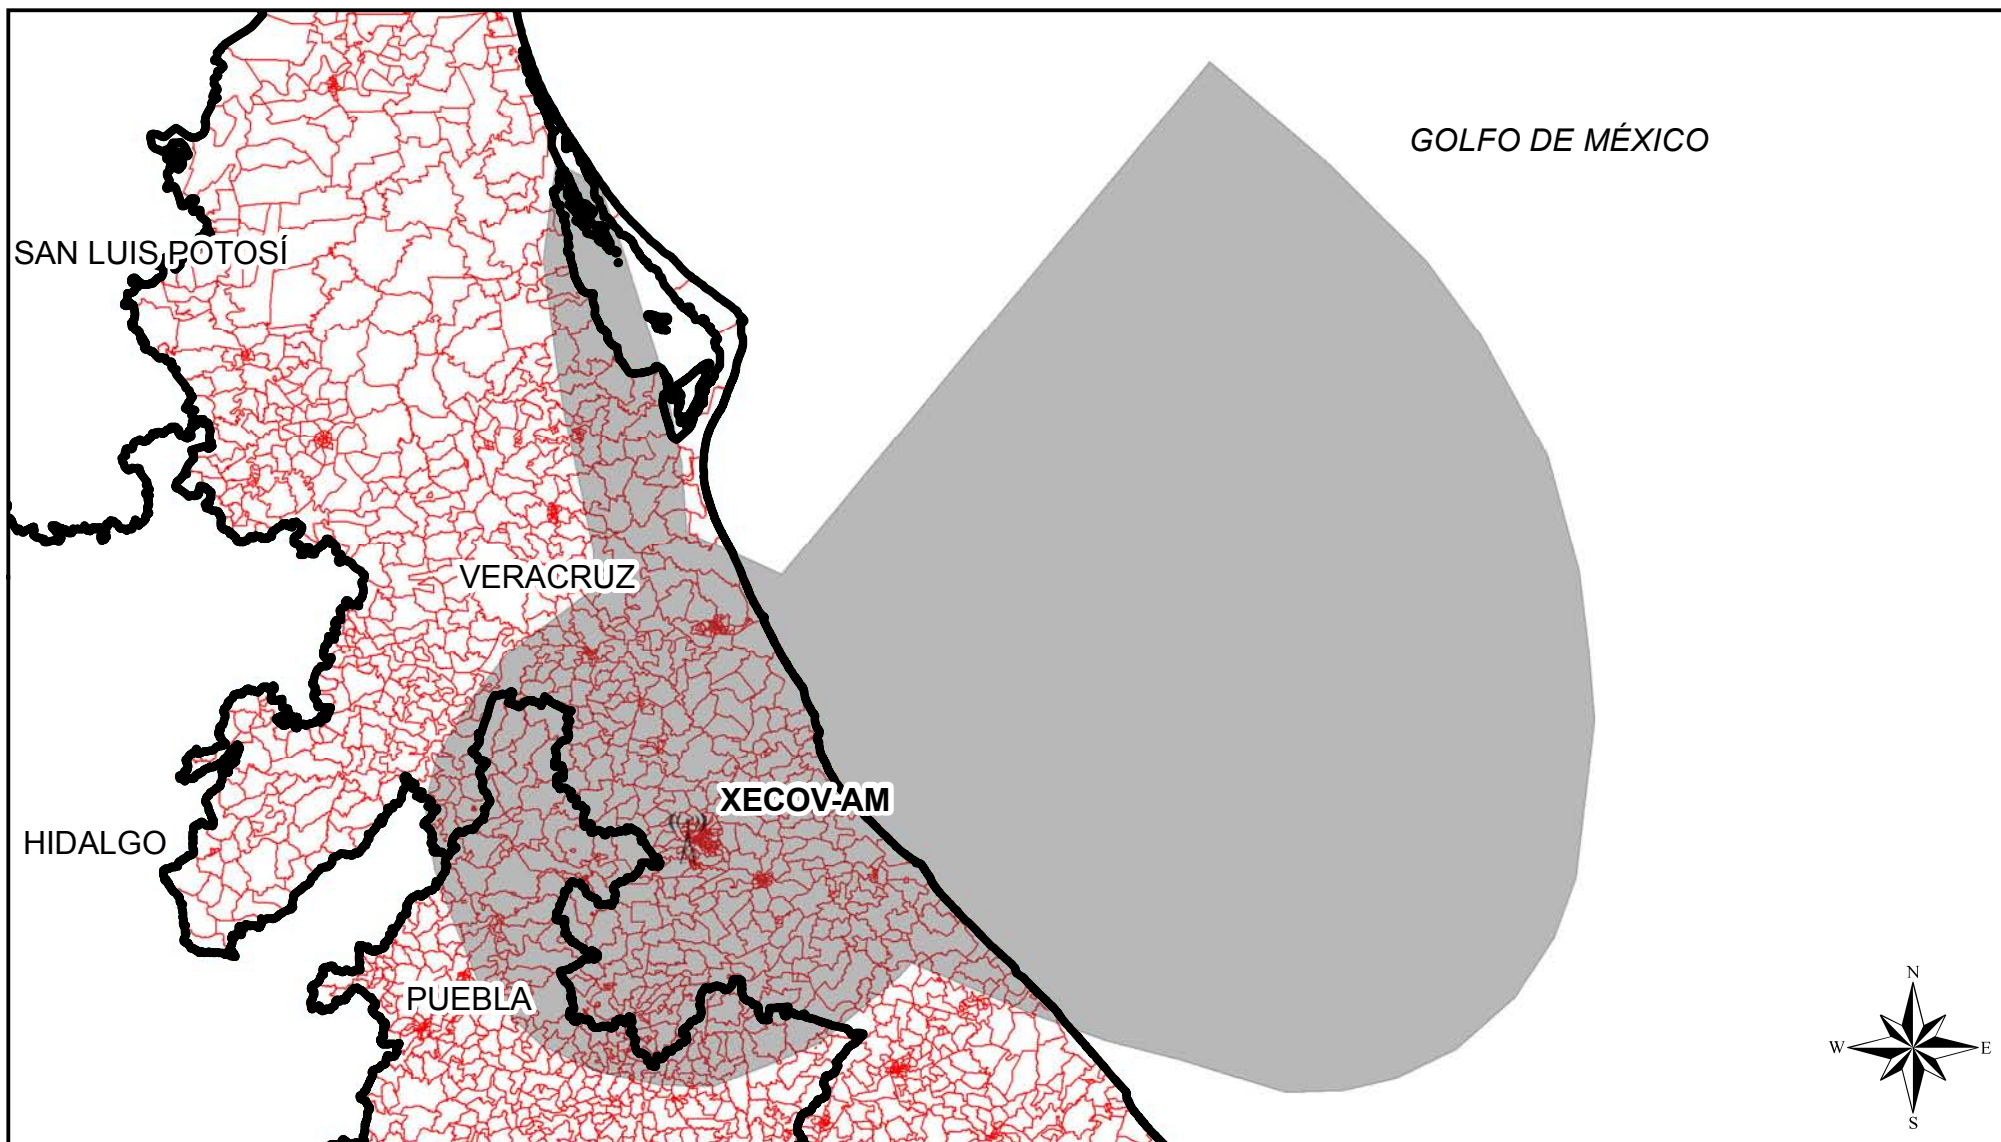 GOLFO DE MÉXICO
SAN LUIS POTOSÍ
VERACRUZ
XECOV-AM
HIDALGO
PUEBLA
N
W
E
S